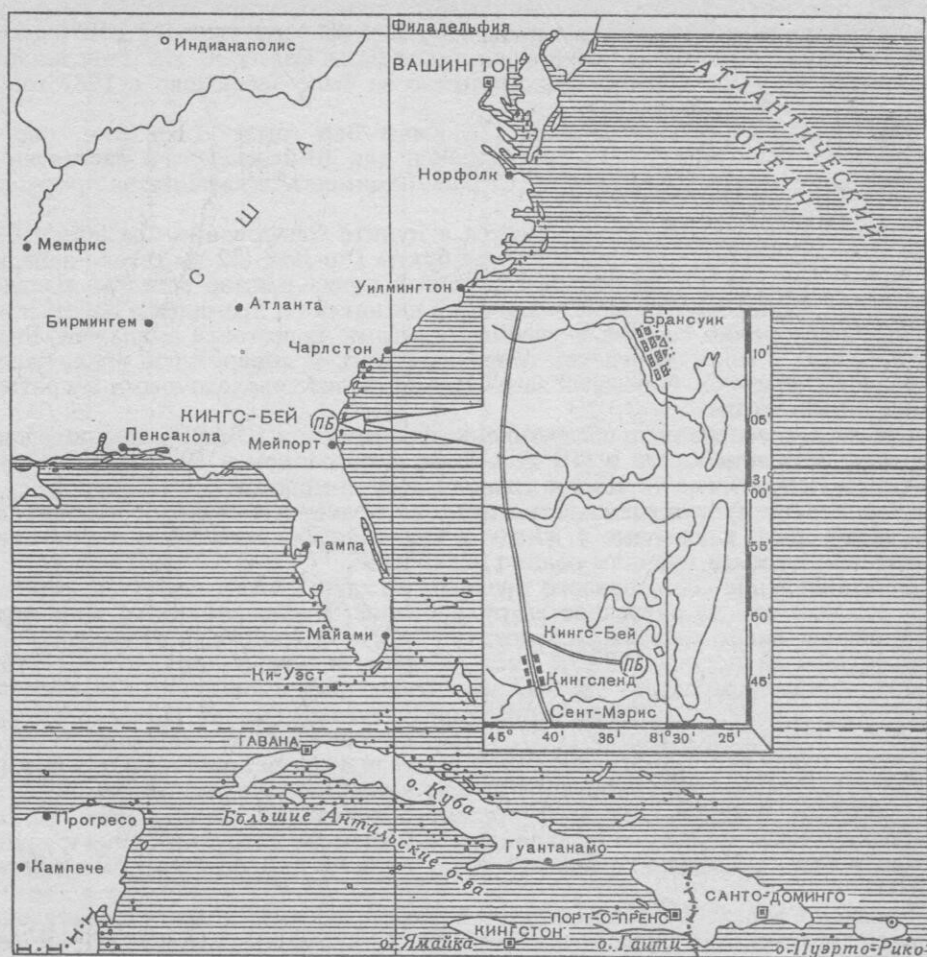 Филадельфия
Индианаполис
ВАШИНГТОН
АТЛАНТИЧЕСКИЙ
ОКЕАН
США
Норфолк
Мемфис
Уилмингтон
Атланта
Бирмингем
Брансуик
10'
Чарлстон
КИНГС-БЕЙ
ПБ
05'
Пенсакола
Мейпорт
31°
00'
55'
Тампа
50'
Майами
Кингс-Бей
ПБ
Ки-Уэст
Кингсленд
45'
Сент-Мэрис
45° 40' 35' 81° 30' 25'
ГАВАНА
о. Куба
Прогресо
Большие Антильские о-ва
Гуантанамо
Кампече
САНТО-ДОМИНГО
ПОРТ-О-ПРЕНС
КИНГСТОН
о. Ямайка
о. Гаити
о. Пуэрто-Рико